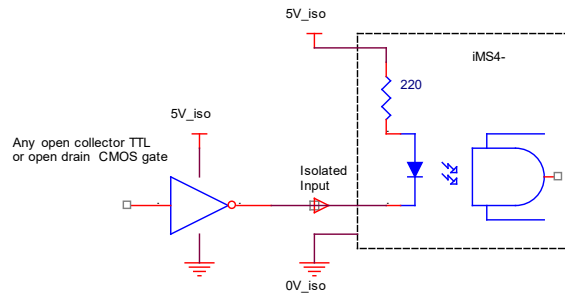 5V_iso
iMS4-
220
5V_iso
Any open collector TTL
or open drain CMOS gate
Isolated
Input
0V_iso